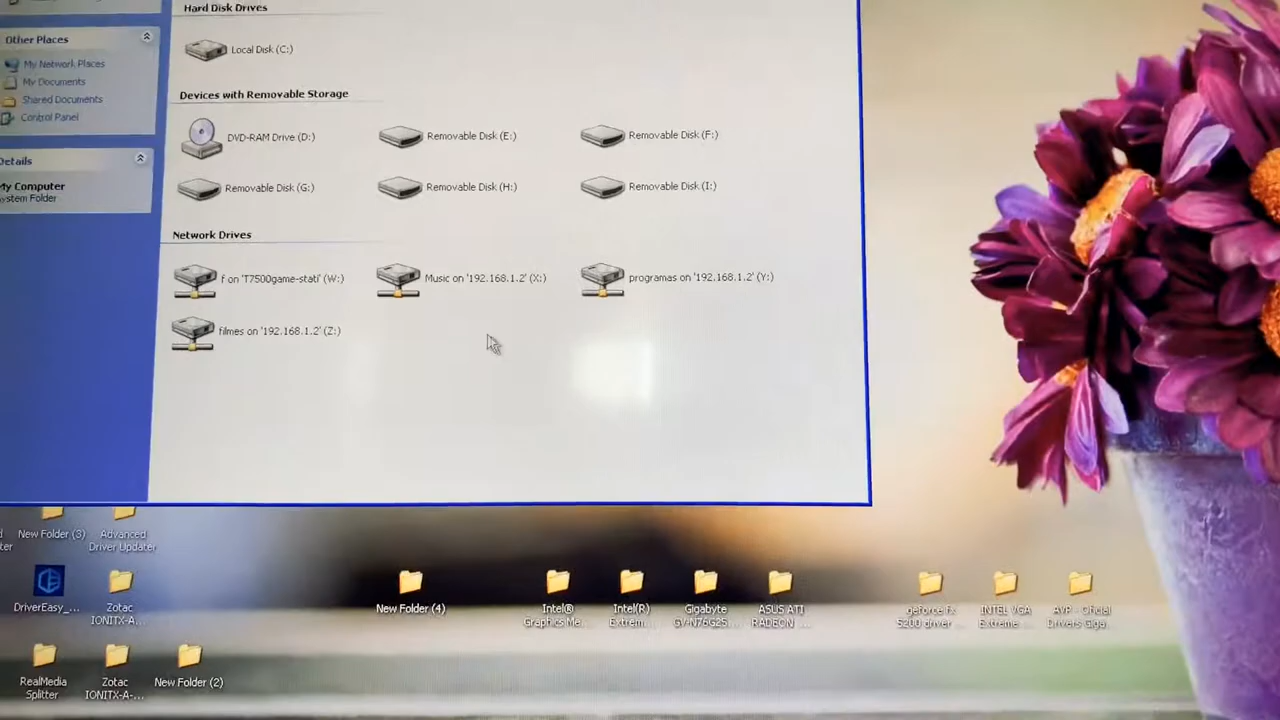 Hard Disk Drives
Other Places
Local Disk (C:)
My Network Places
My Documents
Shared Documents
Control Panel
Devices with Removable Storage
DVD-RAM Drive (D:)
Removable Disk (E:)
Removable Disk (F:)
Removable Disk (G:)
Removable Disk (H:)
Removable Disk (I:)
Details
My Computer
System Folder
Network Drives
f on 'T7500game-stati' (W:)
Music on '192.168.1.2' (X:)
programas on '192.168.1.2' (Y:)
filmes on '192.168.1.2' (Z:)
New Folder (3)
Advanced
Driver Updater
DriverEasy_...
Zotac
IONITX-A-...
New Folder (4)
Intel®
Graphics Me...
Intel(R)
Extrem...
Gigabyte
GV-N76G25...
ASUS ATI
RADEON ...
geforce fx
5200 driver ...
INTEL VGA
Extreme ...
AYP - Oficial
Drivers Giga...
RealMedia
Splitter
Zotac
IONITX-A-...
New Folder (2)